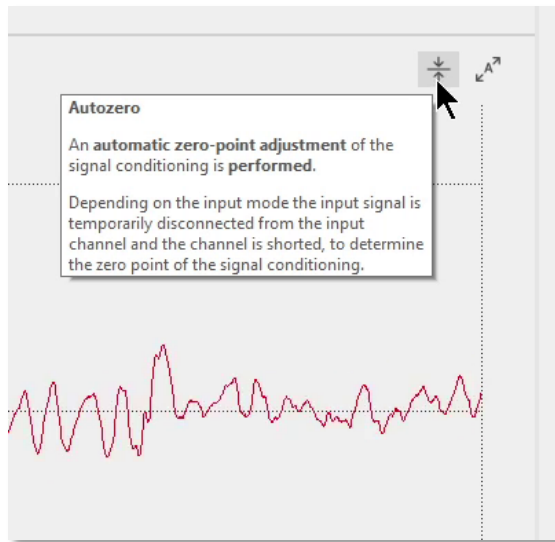 A
Autozero
An automatic zero-point adjustment of the
signal conditioning is performed.
Depending on the input mode the input signal is
temporarily disconnected from the input
channel and the channel is shorted, to determine
the zero point of the signal conditioning.